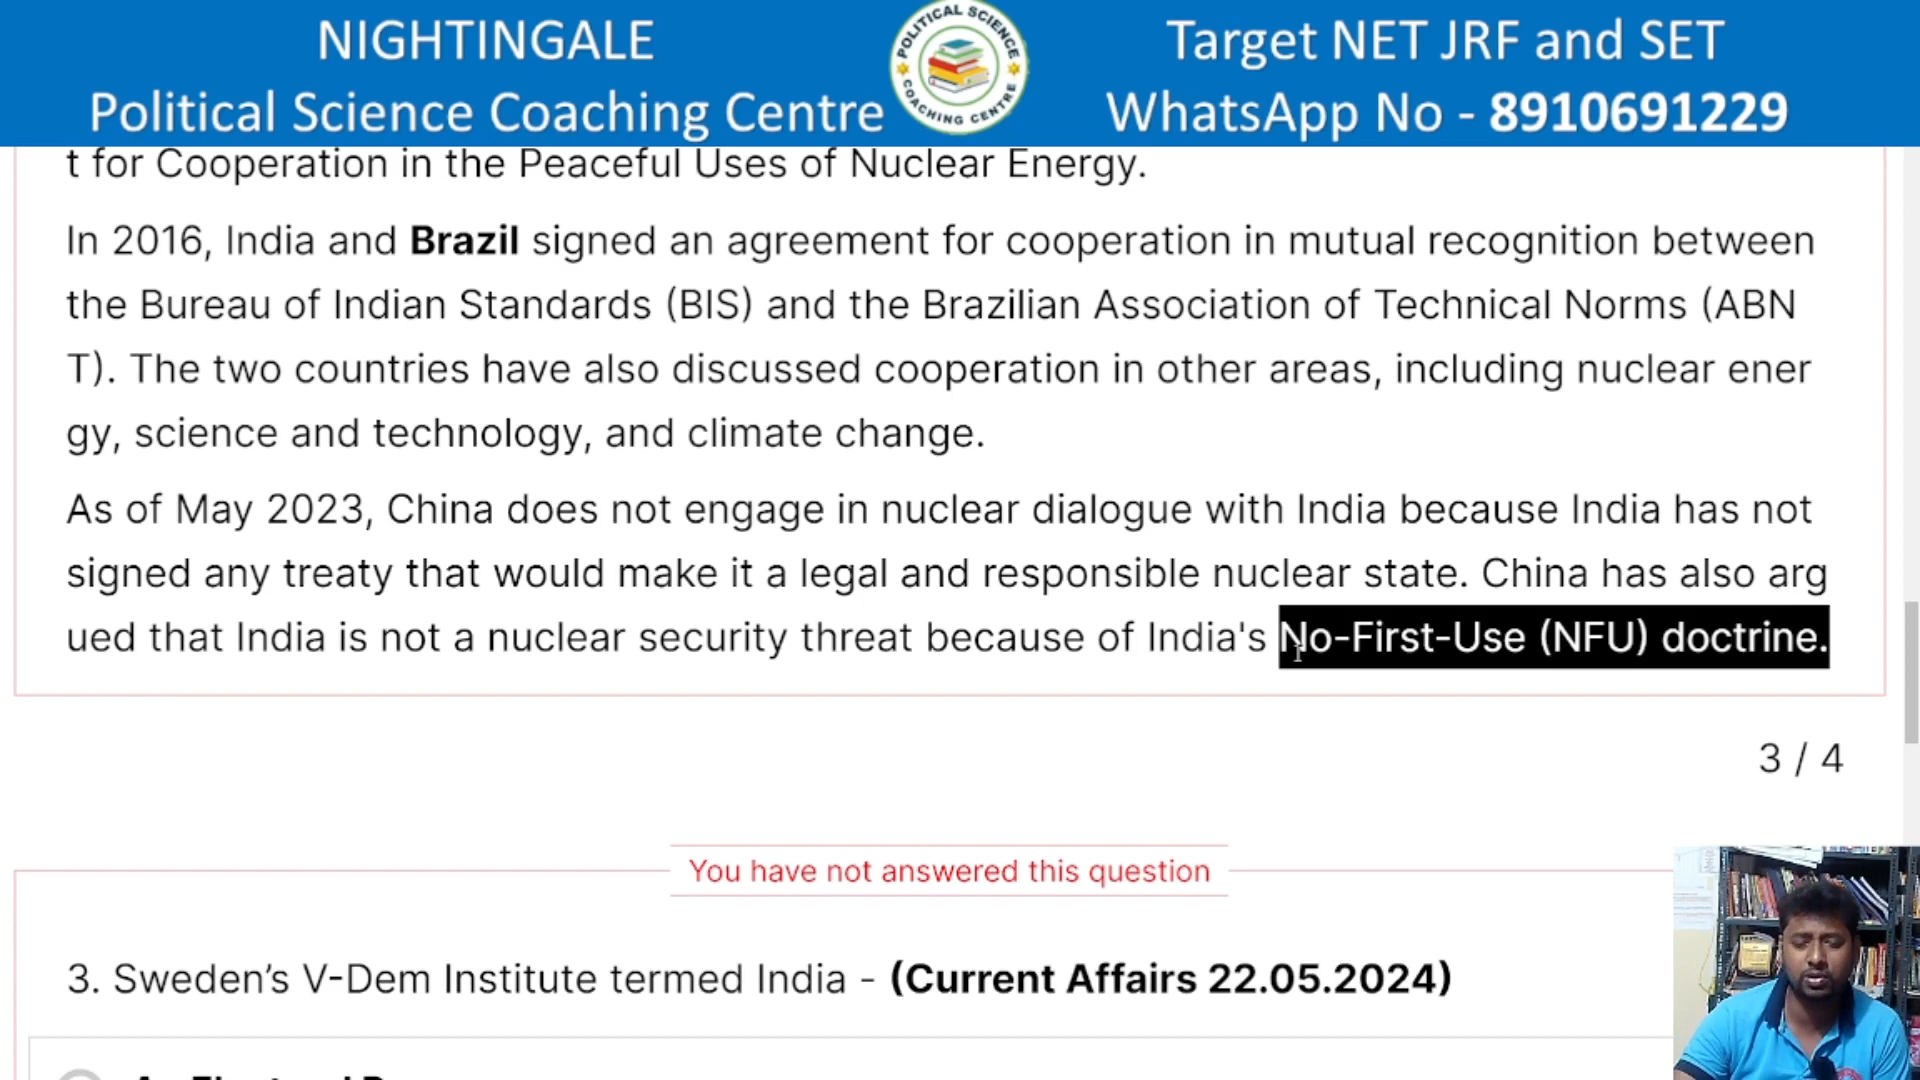 NIGHTINGALE
Political Science Coaching Centre
POLITICAL SCIENCE
COACHING CENTRE
Target NET JRF and SET
WhatsApp No - 8910691229
t for Cooperation in the Peaceful Uses of Nuclear Energy.
In 2016, India and Brazil signed an agreement for cooperation in mutual recognition between
the Bureau of Indian Standards (BIS) and the Brazilian Association of Technical Norms (ABN
T). The two countries have also discussed cooperation in other areas, including nuclear ener
gy, science and technology, and climate change.
As of May 2023, China does not engage in nuclear dialogue with India because India has not
signed any treaty that would make it a legal and responsible nuclear state. China has also arg
ued that India is not a nuclear security threat because of India's No-First-Use (NFU) doctrine.
3 / 4
You have not answered this question
3. Sweden’s V-Dem Institute termed India - (Current Affairs 22.05.2024)